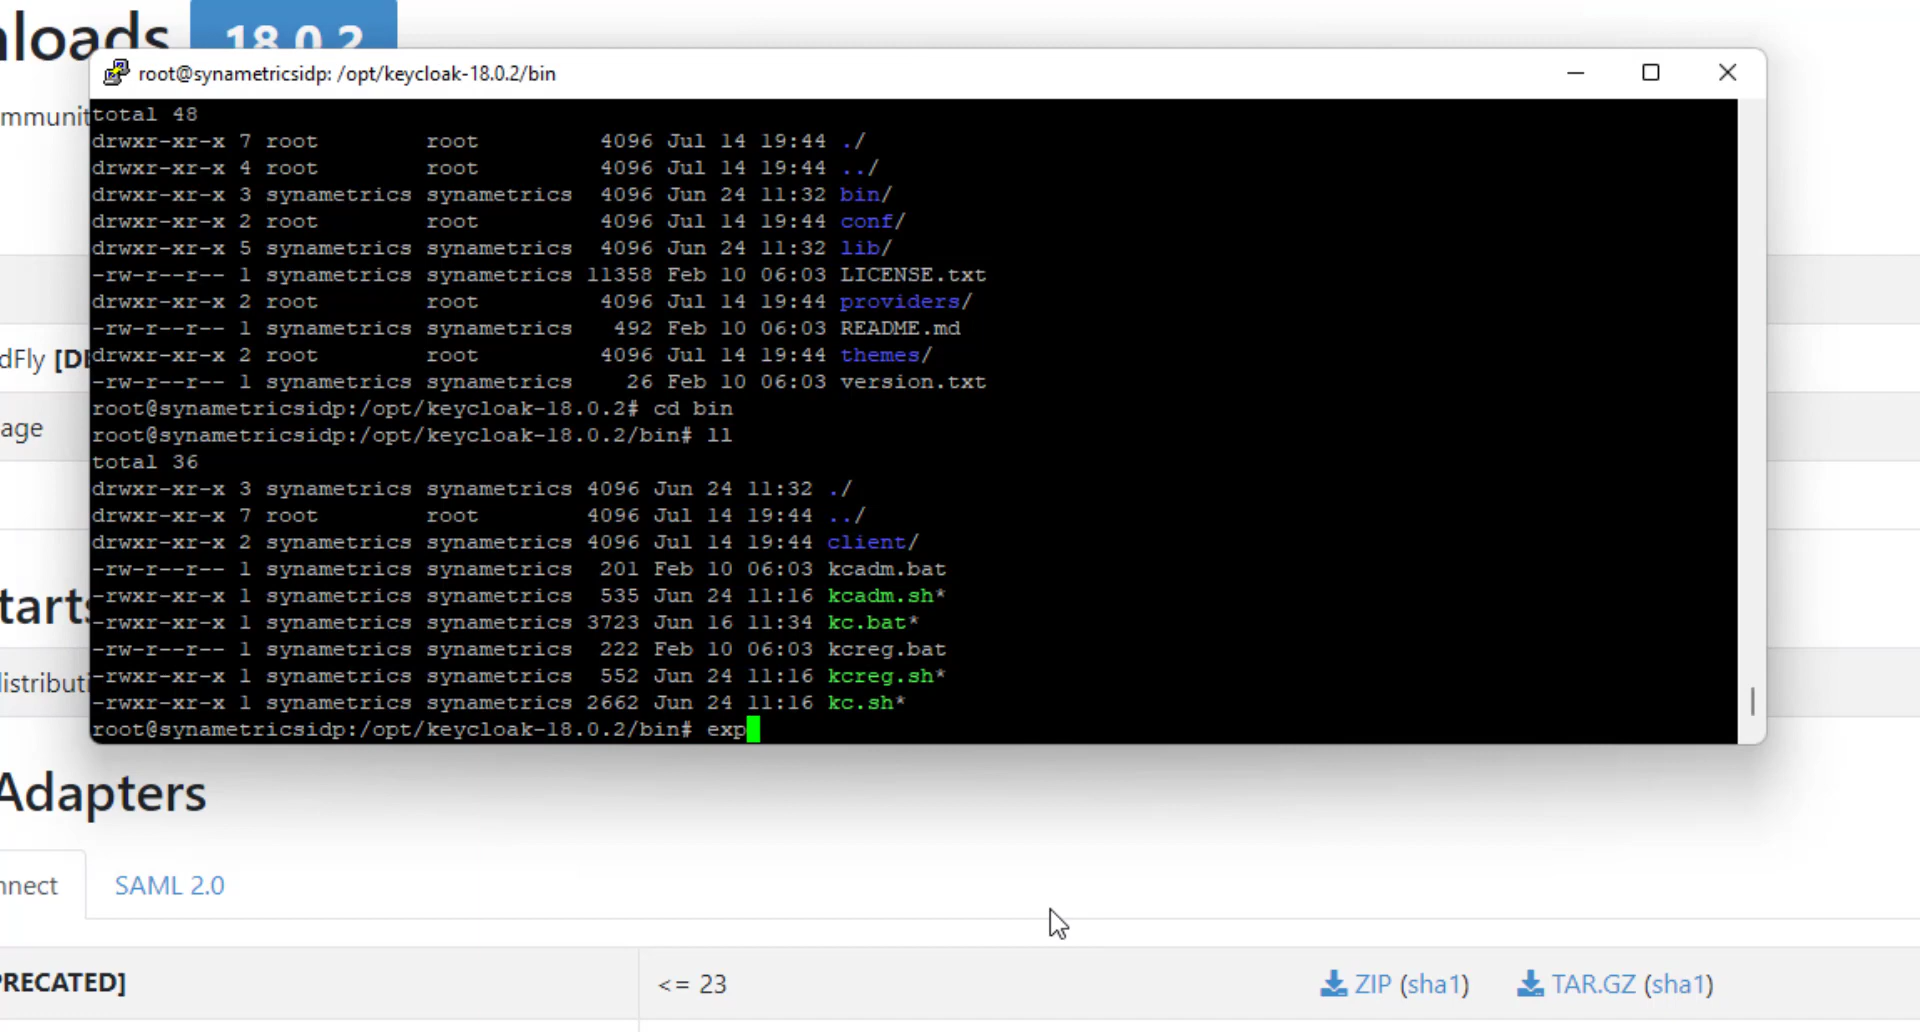 nloads 18.0.2
root@synametricsidp: /opt/keycloak-18.0.2/bin
mmunit
total 48
drwxr-xr-x 7 root        root         4096 Jul 14 19:44 ./
drwxr-xr-x 4 root        root         4096 Jul 14 19:44 ../
drwxr-xr-x 3 synametrics synametrics  4096 Jun 24 11:32 bin/
drwxr-xr-x 2 root        root         4096 Jul 14 19:44 conf/
drwxr-xr-x 5 synametrics synametrics  4096 Jun 24 11:32 lib/
-rw-r--r-- 1 synametrics synametrics 11358 Feb 10 06:03 LICENSE.txt
drwxr-xr-x 2 root        root         4096 Jul 14 19:44 providers/
-rw-r--r-- 1 synametrics synametrics   492 Feb 10 06:03 README.md
dFly [DE
drwxr-xr-x 2 root        root         4096 Jul 14 19:44 themes/
-rw-r--r-- 1 synametrics synametrics    26 Feb 10 06:03 version.txt
root@synametricsidp:/opt/keycloak-18.0.2# cd bin
age
root@synametricsidp:/opt/keycloak-18.0.2/bin# ll
total 36
drwxr-xr-x 3 synametrics synametrics 4096 Jun 24 11:32 ./
drwxr-xr-x 7 root        root        4096 Jul 14 19:44 ../
drwxr-xr-x 2 synametrics synametrics 4096 Jul 14 19:44 client/
-rw-r--r-- 1 synametrics synametrics  201 Feb 10 06:03 kcadm.bat
tarts
-rwxr-xr-x 1 synametrics synametrics  535 Jun 24 11:16 kcadm.sh*
-rwxr-xr-x 1 synametrics synametrics 3723 Jun 16 11:34 kc.bat*
-rw-r--r-- 1 synametrics synametrics  222 Feb 10 06:03 kcreg.bat
listributi
-rwxr-xr-x 1 synametrics synametrics  552 Jun 24 11:16 kcreg.sh*
-rwxr-xr-x 1 synametrics synametrics 2662 Jun 24 11:16 kc.sh*
root@synametricsidp:/opt/keycloak-18.0.2/bin# exp
Adapters
nnect SAML 2.0
PRECATED] <= 23 ZIP (sha1) TAR.GZ (sha1)